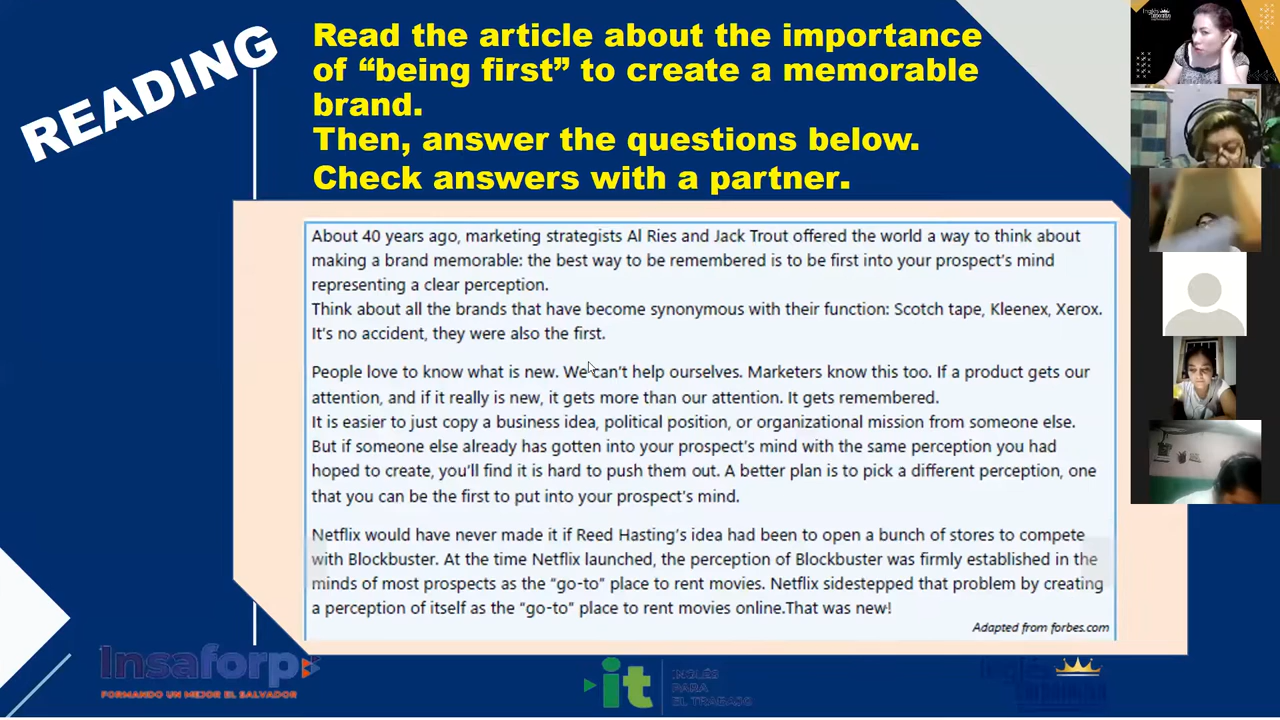 READING
Read the article about the importance
of “being first” to create a memorable
brand.
Then, answer the questions below.
Check answers with a partner.
About 40 years ago, marketing strategists Al Ries and Jack Trout offered the world a way to think about
making a brand memorable: the best way to be remembered is to be first into your prospect’s mind
representing a clear perception.
Think about all the brands that have become synonymous with their function: Scotch tape, Kleenex, Xerox.
It’s no accident, they were also the first.
People love to know what is new. We can’t help ourselves. Marketers know this too. If a product gets our
attention, and if it really is new, it gets more than our attention. It gets remembered.
It is easier to just copy a business idea, political position, or organizational mission from someone else.
But if someone else already has gotten into your prospect’s mind with the same perception you had
hoped to create, you’ll find it is hard to push them out. A better plan is to pick a different perception, one
that you can be the first to put into your prospect’s mind.
Netflix would have never made it if Reed Hasting’s idea had been to open a bunch of stores to compete
with Blockbuster. At the time Netflix launched, the perception of Blockbuster was firmly established in the
minds of most prospects as the “go-to” place to rent movies. Netflix sidestepped that problem by creating
a perception of itself as the “go-to” place to rent movies online.That was new!
Adapted from forbes.com
Insaforp
FORMANDO UN MEJOR EL SALVADOR
it
INGLÉS
PARA
EL TRABAJO